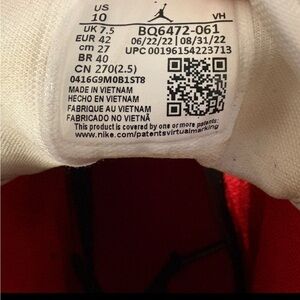 US VH
10
UK 7.5 BQ6472-061
EUR 42 06/22/22 | 08/31/22
cm 27 UPC 00196154223713
BR 40
CN 270(2.5)
0416G9M0B1ST8
MADE IN VIETNAM
HECHO EN VIETNAM
FABRIQUE AU VIETNAM
FABRICADO NO VIETNÃ
This product is covered by one or more patents:
www.nike.com/patentsvirtualmarking